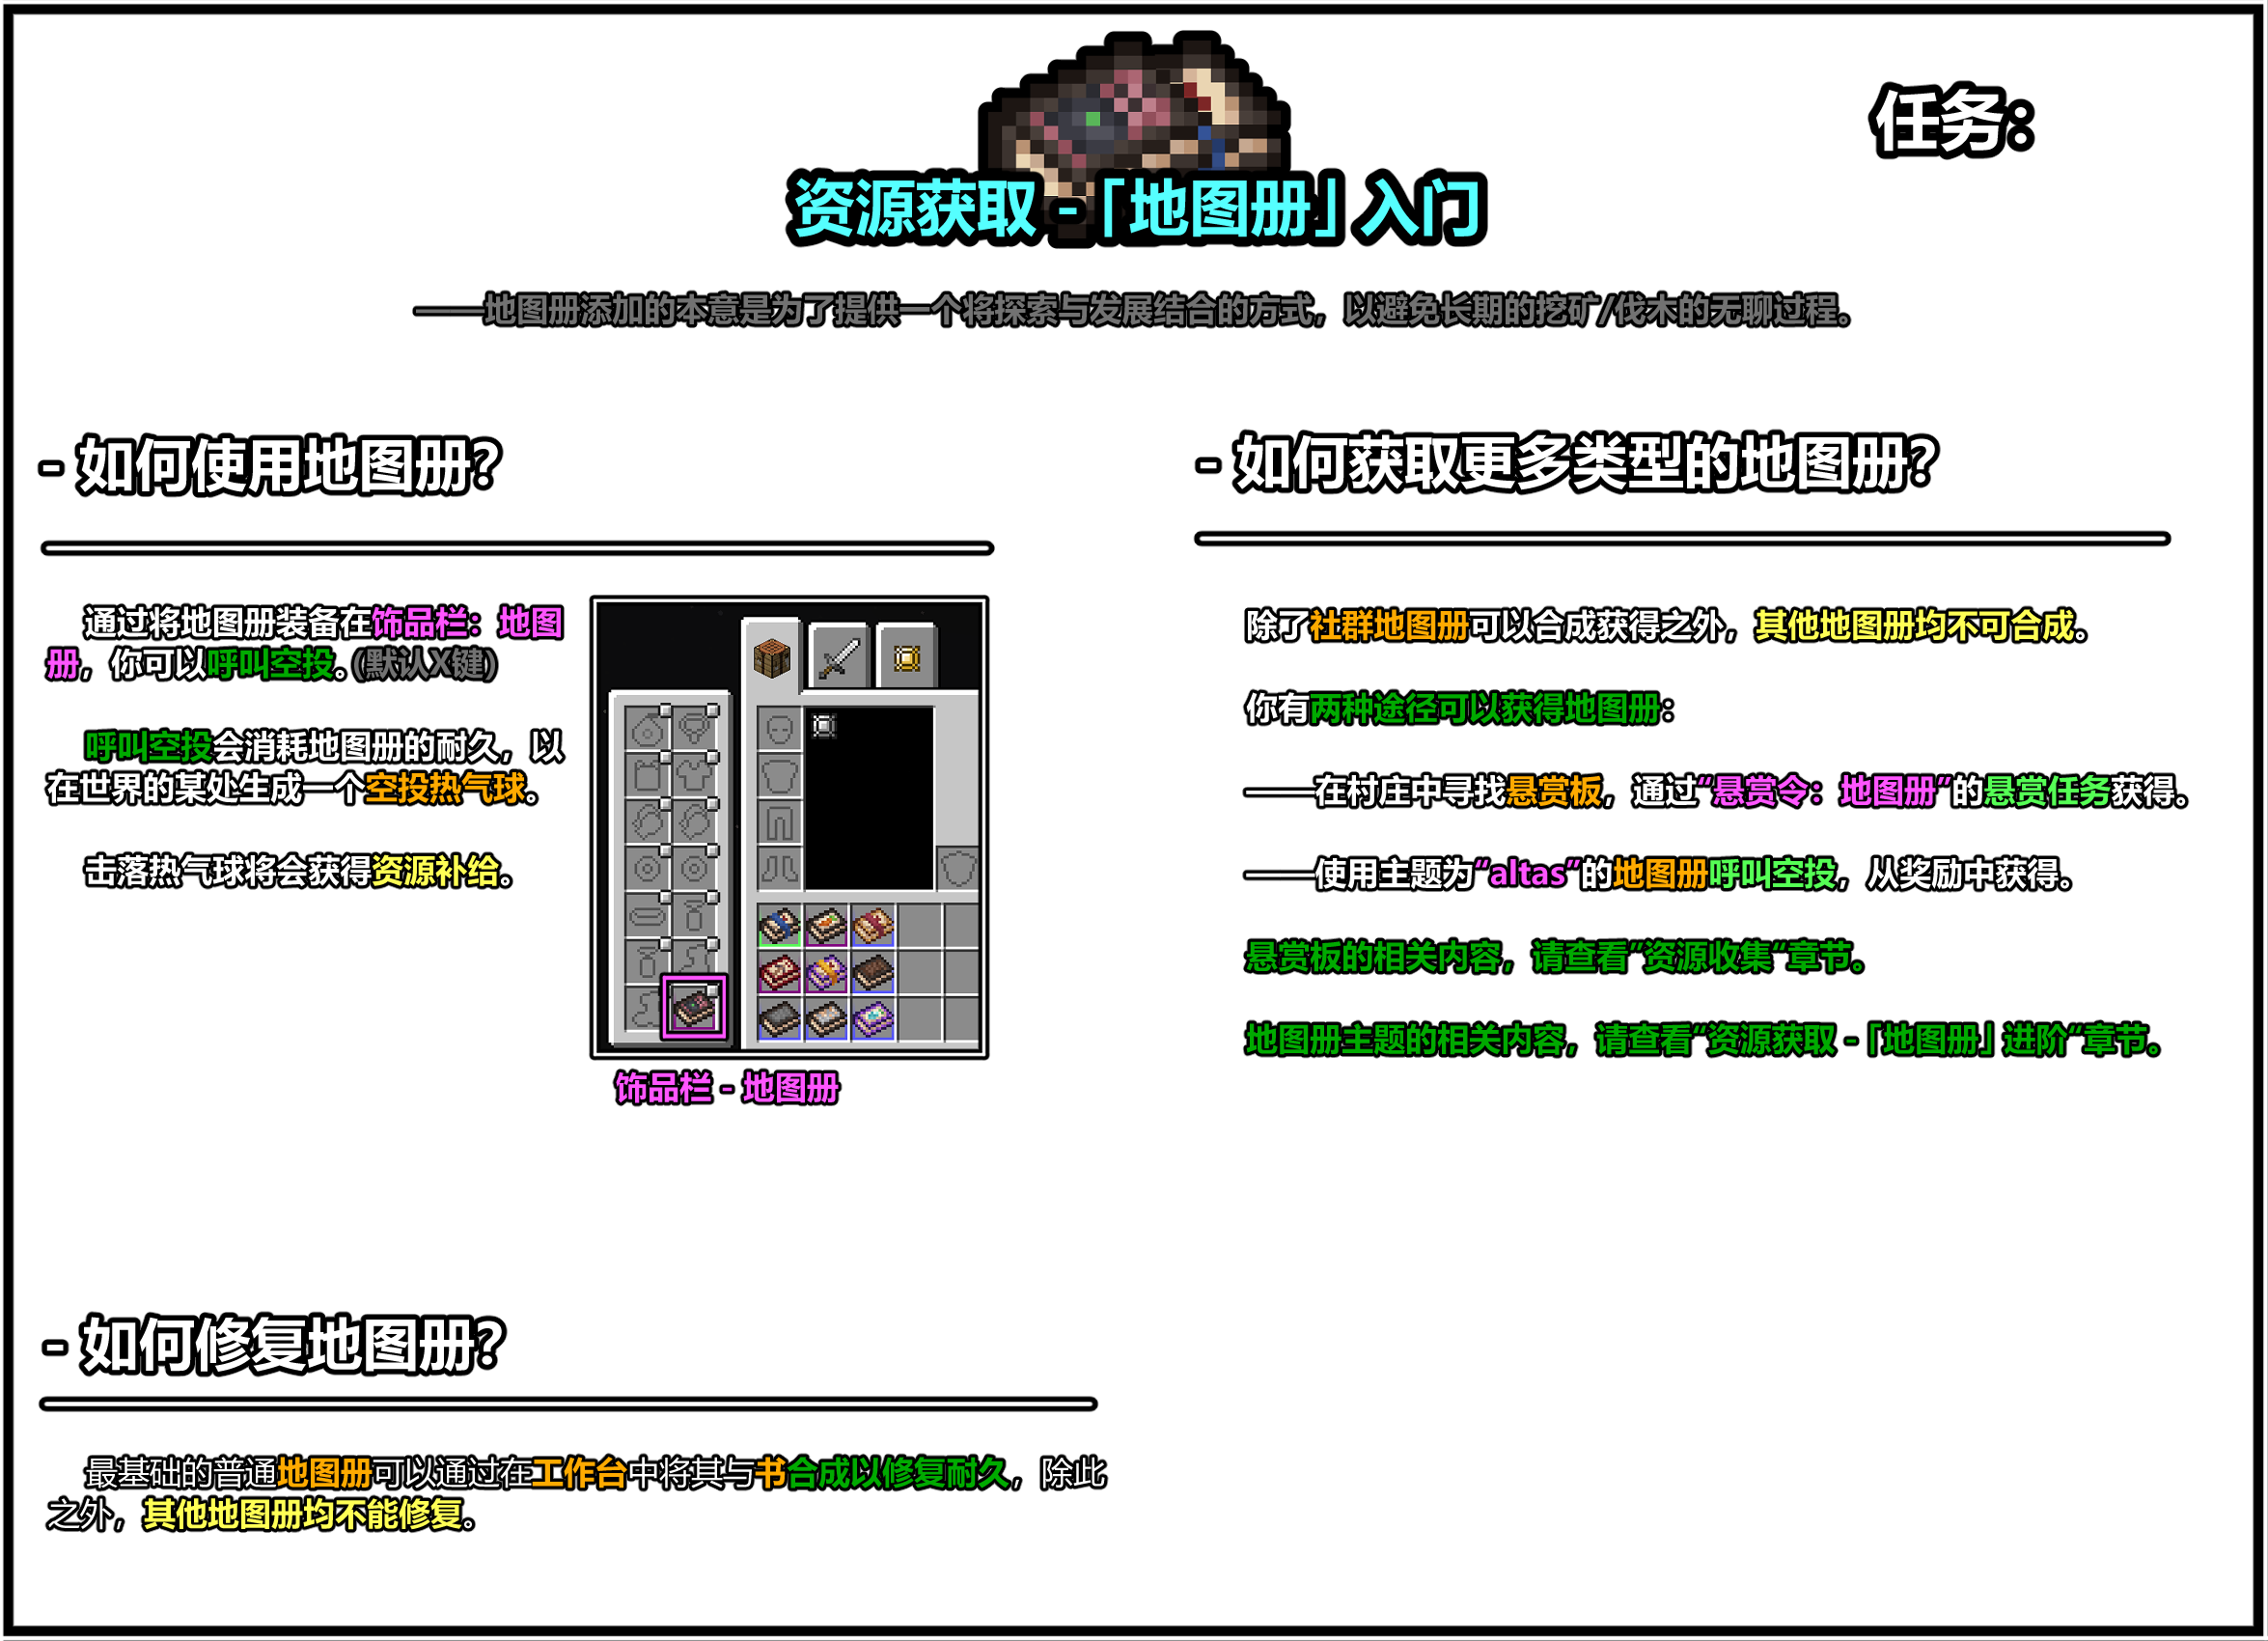 任务：
资源获取 -「地图册」入门
——地图册添加的本意是为了提供一个将探索与发展结合的方式，以避免长期的挖矿/伐木的无聊过程。
- 如何使用地图册？
通过将地图册装备在饰品栏：地图
册，你可以呼叫空投。(默认X键)
呼叫空投会消耗地图册的耐久，以
在世界的某处生成一个空投热气球。
击落热气球将会获得资源补给。
饰品栏 - 地图册
- 如何获取更多类型的地图册？
除了社群地图册可以合成获得之外，其他地图册均不可合成。
你有两种途径可以获得地图册：
——在村庄中寻找悬赏板，通过“悬赏令：地图册”的悬赏任务获得。
——使用主题为“altas”的地图册呼叫空投，从奖励中获得。
悬赏板的相关内容，请查看“资源收集“章节。
地图册主题的相关内容，请查看“资源获取 -「地图册」进阶“章节。
- 如何修复地图册？
最基础的普通地图册可以通过在工作台中将其与书合成以修复耐久，除此
之外，其他地图册均不能修复。